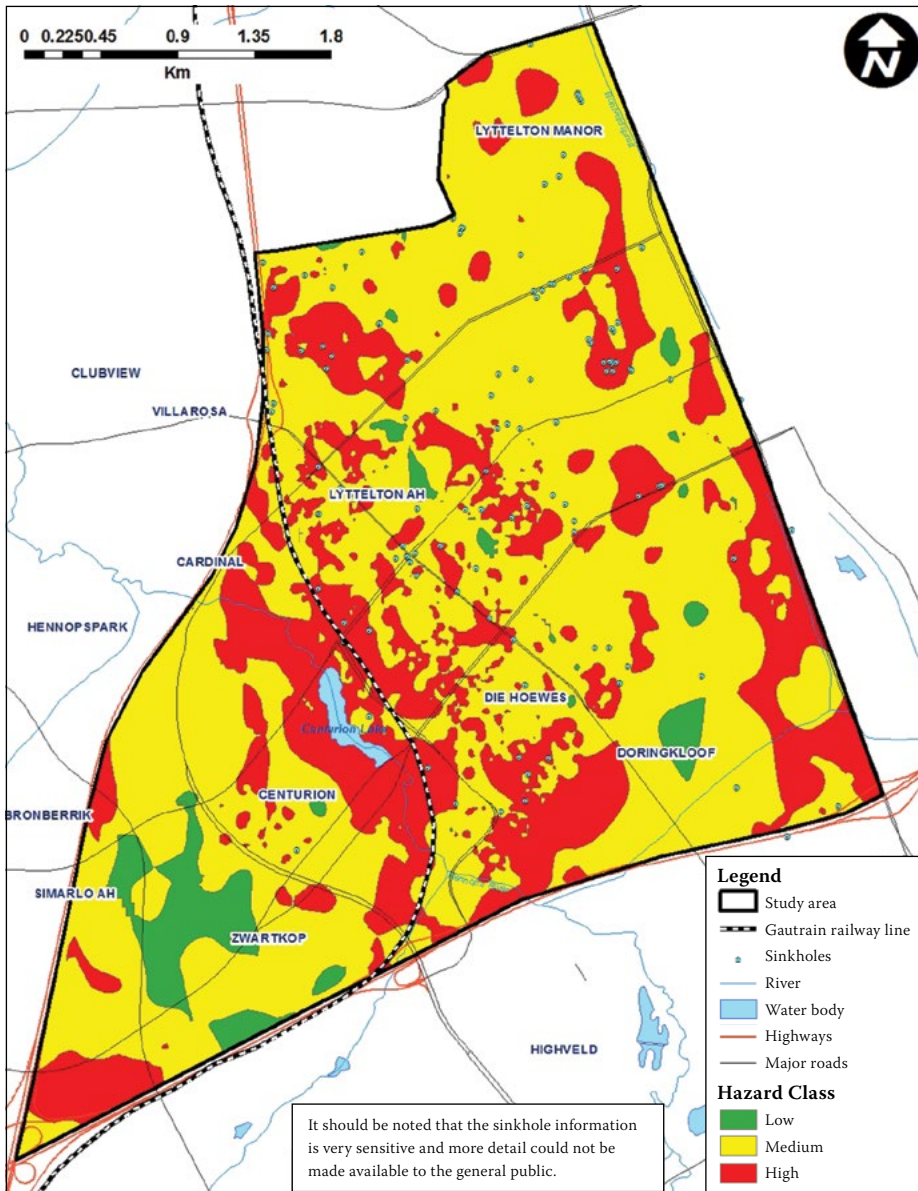 0 0.2250.45 0.9 1.35 1.8
Km
N
LYTTELTON MANOR
CLUBVIEW
VILLAROSA
LYTTELTON AH
CARDINAL
HENNOPSPARK
DIE HOEWES
Centurion Lake
DORINGKLOOF
CENTURION
BRONBERRIK
SIMARLO AH
ZWARTKOP
HIGHVELD
Legend
Study area
Gautrain railway line
Sinkholes
River
Water body
Highways
Major roads
Hazard Class
Low
Medium
High
It should be noted that the sinkhole information
is very sensitive and more detail could not be
made available to the general public.